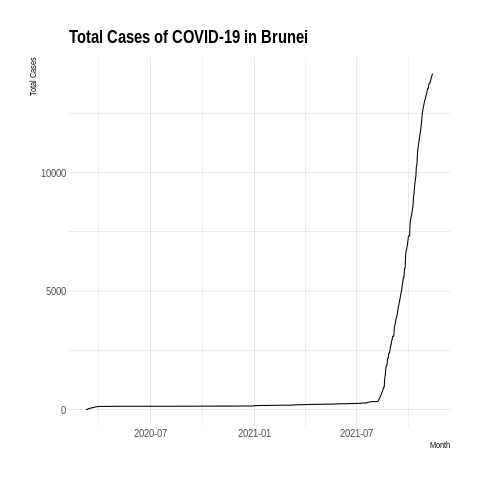 Total Cases of COVID-19 in Brunei
Total Cases
10000
5000
0
2020-07
2021-01
2021-07
Month